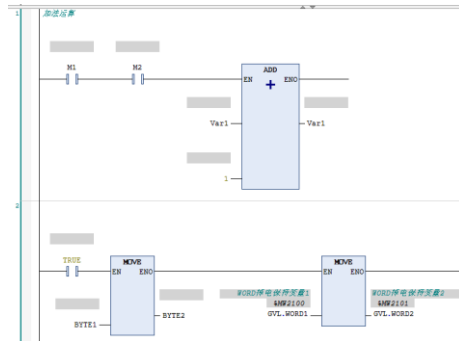 1
加法运算
M1 M2
ADD
EN ENO
+
Var1 Var1
1
2
TRUE
MOVE MOVE
EN ENO EN ENO
WORD掉电保持变量1 WORD掉电保持变量2
%MW2100 %MW2101
GVL.WORD1 GVL.WORD2
BYTE1 BYTE2